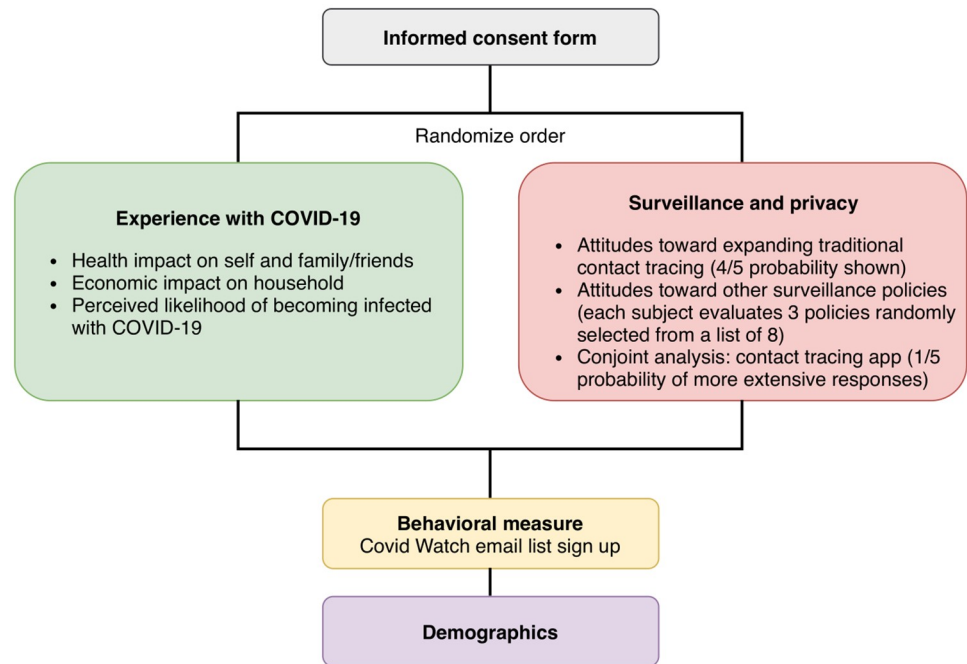 Informed consent form
Randomize order
Experience with COVID-19
• Health impact on self and family/friends
• Economic impact on household
• Perceived likelihood of becoming infected
with COVID-19
Surveillance and privacy
• Attitudes toward expanding traditional
contact tracing (4/5 probability shown)
• Attitudes toward other surveillance policies
(each subject evaluates 3 policies randomly
selected from a list of 8)
• Conjoint analysis: contact tracing app (1/5
probability of more extensive responses)
Behavioral measure
Covid Watch email list sign up
Demographics